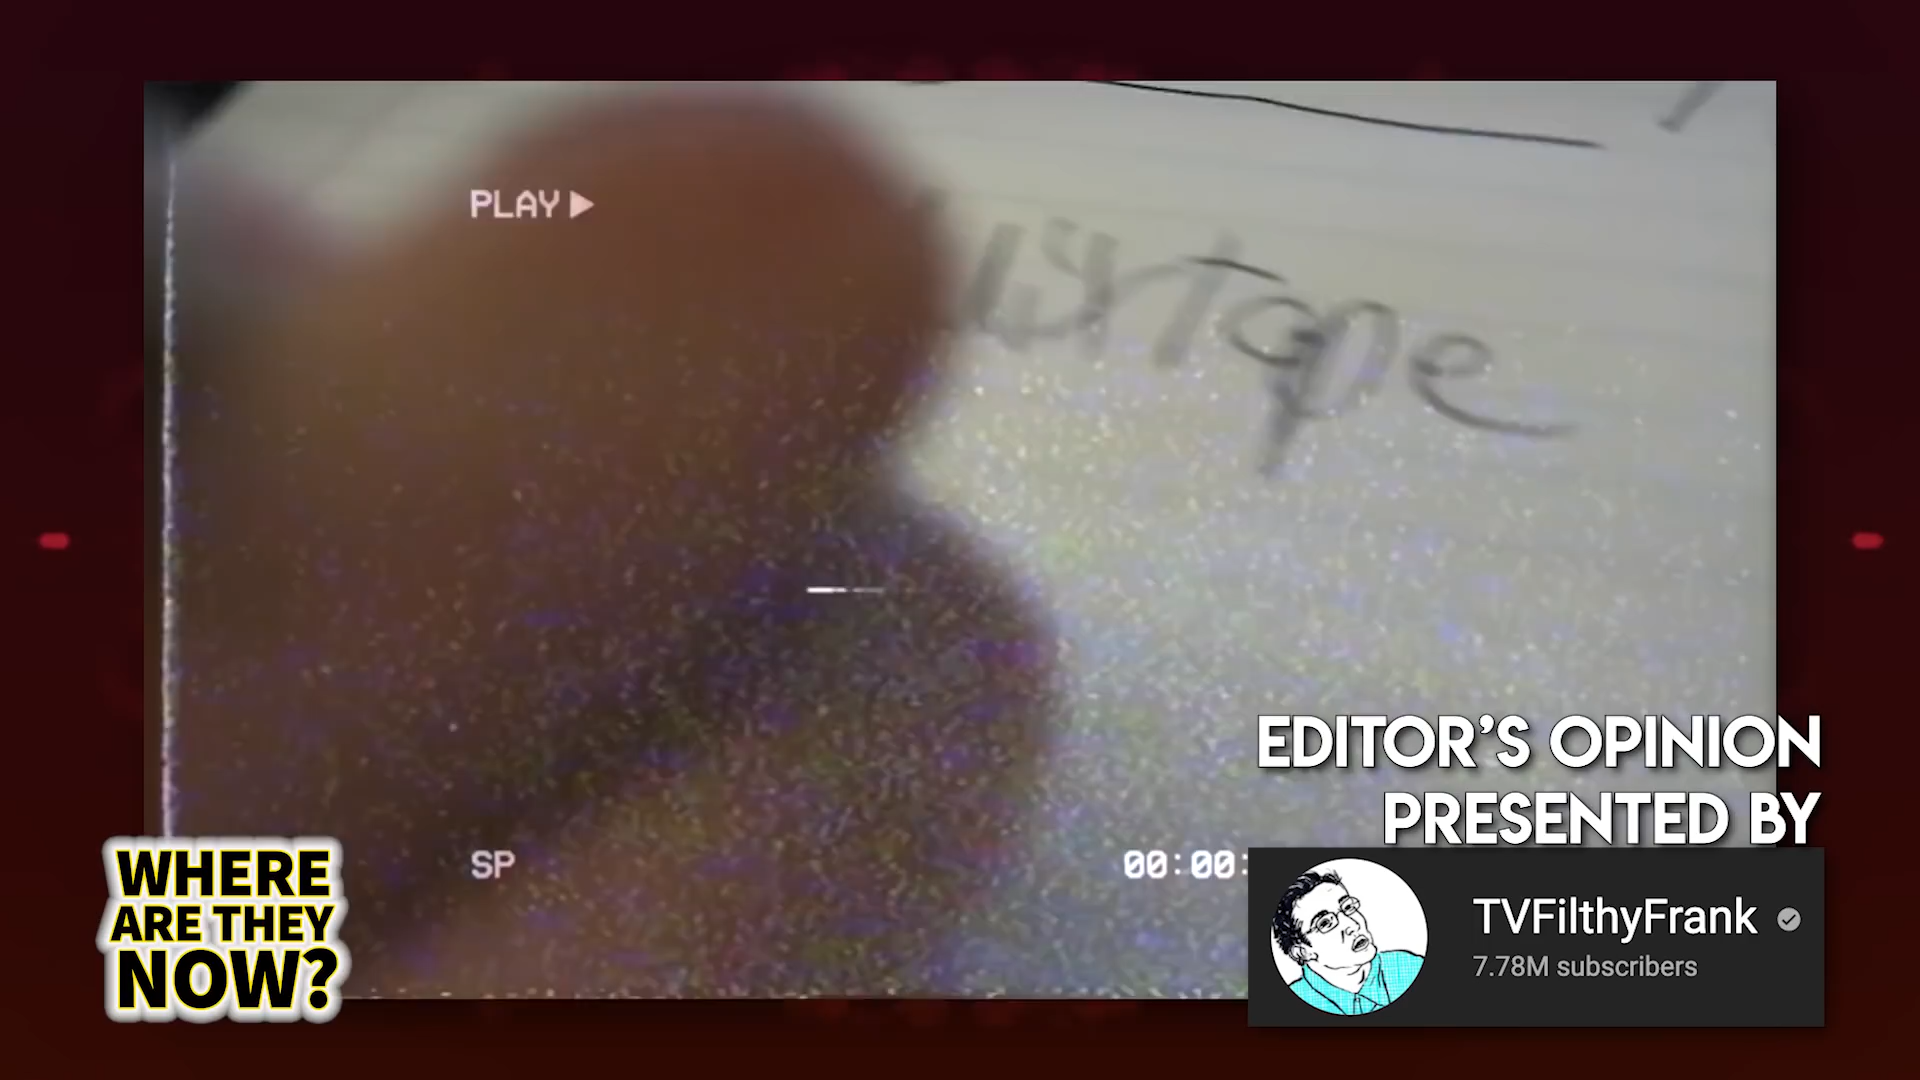 PLAY
SP
00:00:
EDITOR'S OPINION
PRESENTED BY
TVFilthyFrank
7.78M subscribers
WHERE
ARE THEY
NOW?